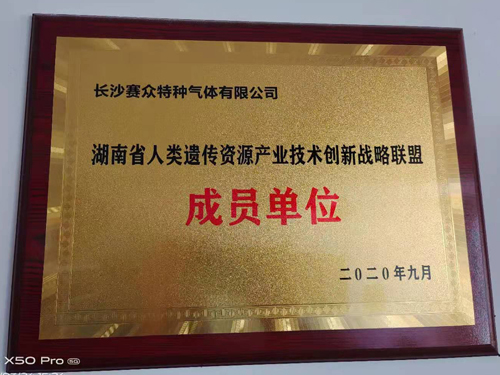 长沙赛众特种气体有限公司
湖南省人类遗传资源产业技术创新战略联盟
成员单位
二〇二〇年九月
X50 Pro 5G